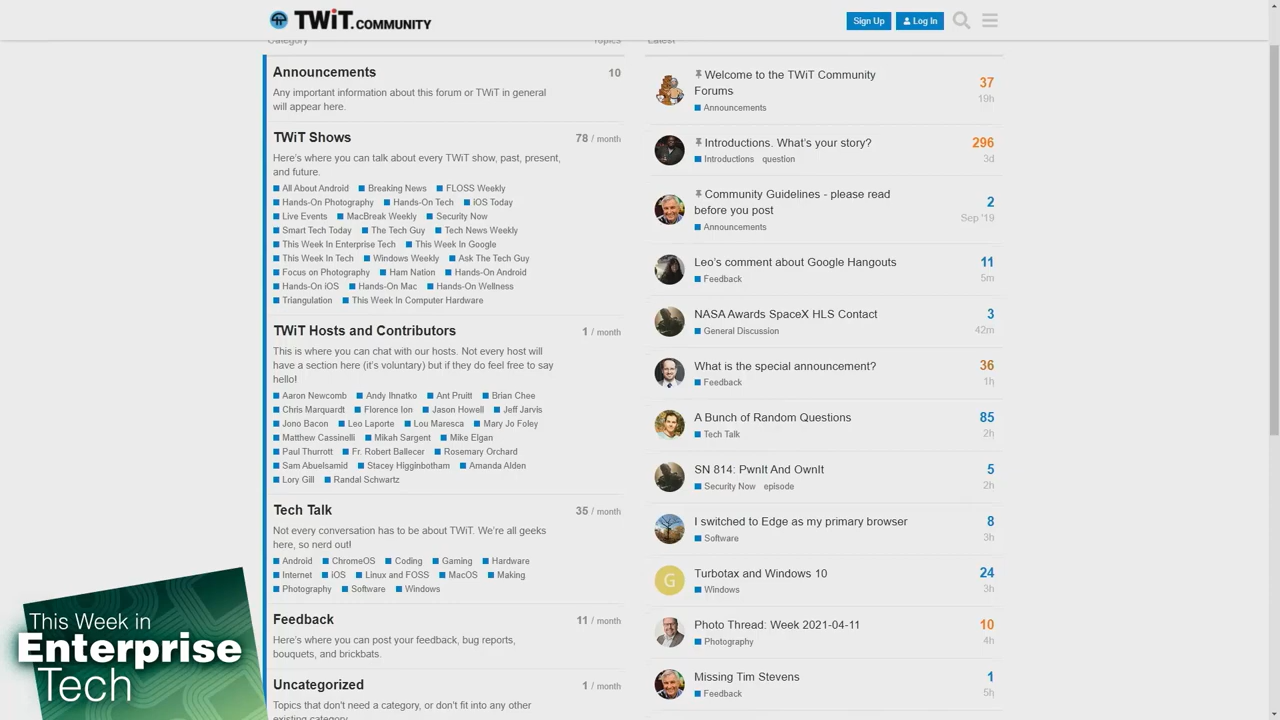 TWiT.COMMUNITY
Sign Up
Log In
Category
Topics
Latest
Announcements
10
Any important information about this forum or TWiT in general
will appear here.
TWiT Shows
78 / month
Here's where you can talk about every TWiT show, past, present,
and future.
All About Android Breaking News FLOSS Weekly
Hands-On Photography Hands-On Tech iOS Today
Live Events MacBreak Weekly Security Now
Smart Tech Today The Tech Guy Tech News Weekly
This Week In Enterprise Tech This Week In Google
This Week In Tech Windows Weekly Ask The Tech Guy
Focus on Photography Ham Nation Hands-On Android
Hands-On iOS Hands-On Mac Hands-On Wellness
Triangulation This Week In Computer Hardware
TWiT Hosts and Contributors
1 / month
This is where you can chat with our hosts. Not every host will
have a section here (it's voluntary) but if they do feel free to say
hello!
Aaron Newcomb Andy Ihnatko Ant Pruitt Brian Chee
Chris Marquardt Florence Ion Jason Howell Jeff Jarvis
Jono Bacon Leo Laporte Lou Maresca Mary Jo Foley
Matthew Cassinelli Mikah Sargent Mike Elgan
Paul Thurrott Fr. Robert Ballecer Rosemary Orchard
Sam Abuelsamid Stacey Higginbotham Amanda Alden
Lory Gill Randal Schwartz
Tech Talk
35 / month
Not every conversation has to be about TWiT. We're all geeks
here, so nerd out!
Android ChromeOS Coding Gaming Hardware
Internet iOS Linux and FOSS MacOS Making
Photography Software Windows
Feedback
11 / month
Here's where you can post your feedback, bug reports,
bouquets, and brickbats.
Uncategorized
1 / month
Topics that don't need a category, or don't fit into any other
existing category.
Welcome to the TWiT Community
Forums
37
Announcements
19h
Introductions. What's your story?
296
Introductions question
3d
Community Guidelines - please read
before you post
2
Announcements
Sep '19
Leo's comment about Google Hangouts
11
Feedback
5m
NASA Awards SpaceX HLS Contact
3
General Discussion
42m
What is the special announcement?
36
Feedback
1h
A Bunch of Random Questions
85
Tech Talk
2h
SN 814: PwnIt And OwnIt
5
Security Now episode
2h
I switched to Edge as my primary browser
8
Software
3h
G
Turbotax and Windows 10
24
Windows
3h
Photo Thread: Week 2021-04-11
10
Photography
4h
Missing Tim Stevens
1
Feedback
5h
This Week in
Enterprise
Tech